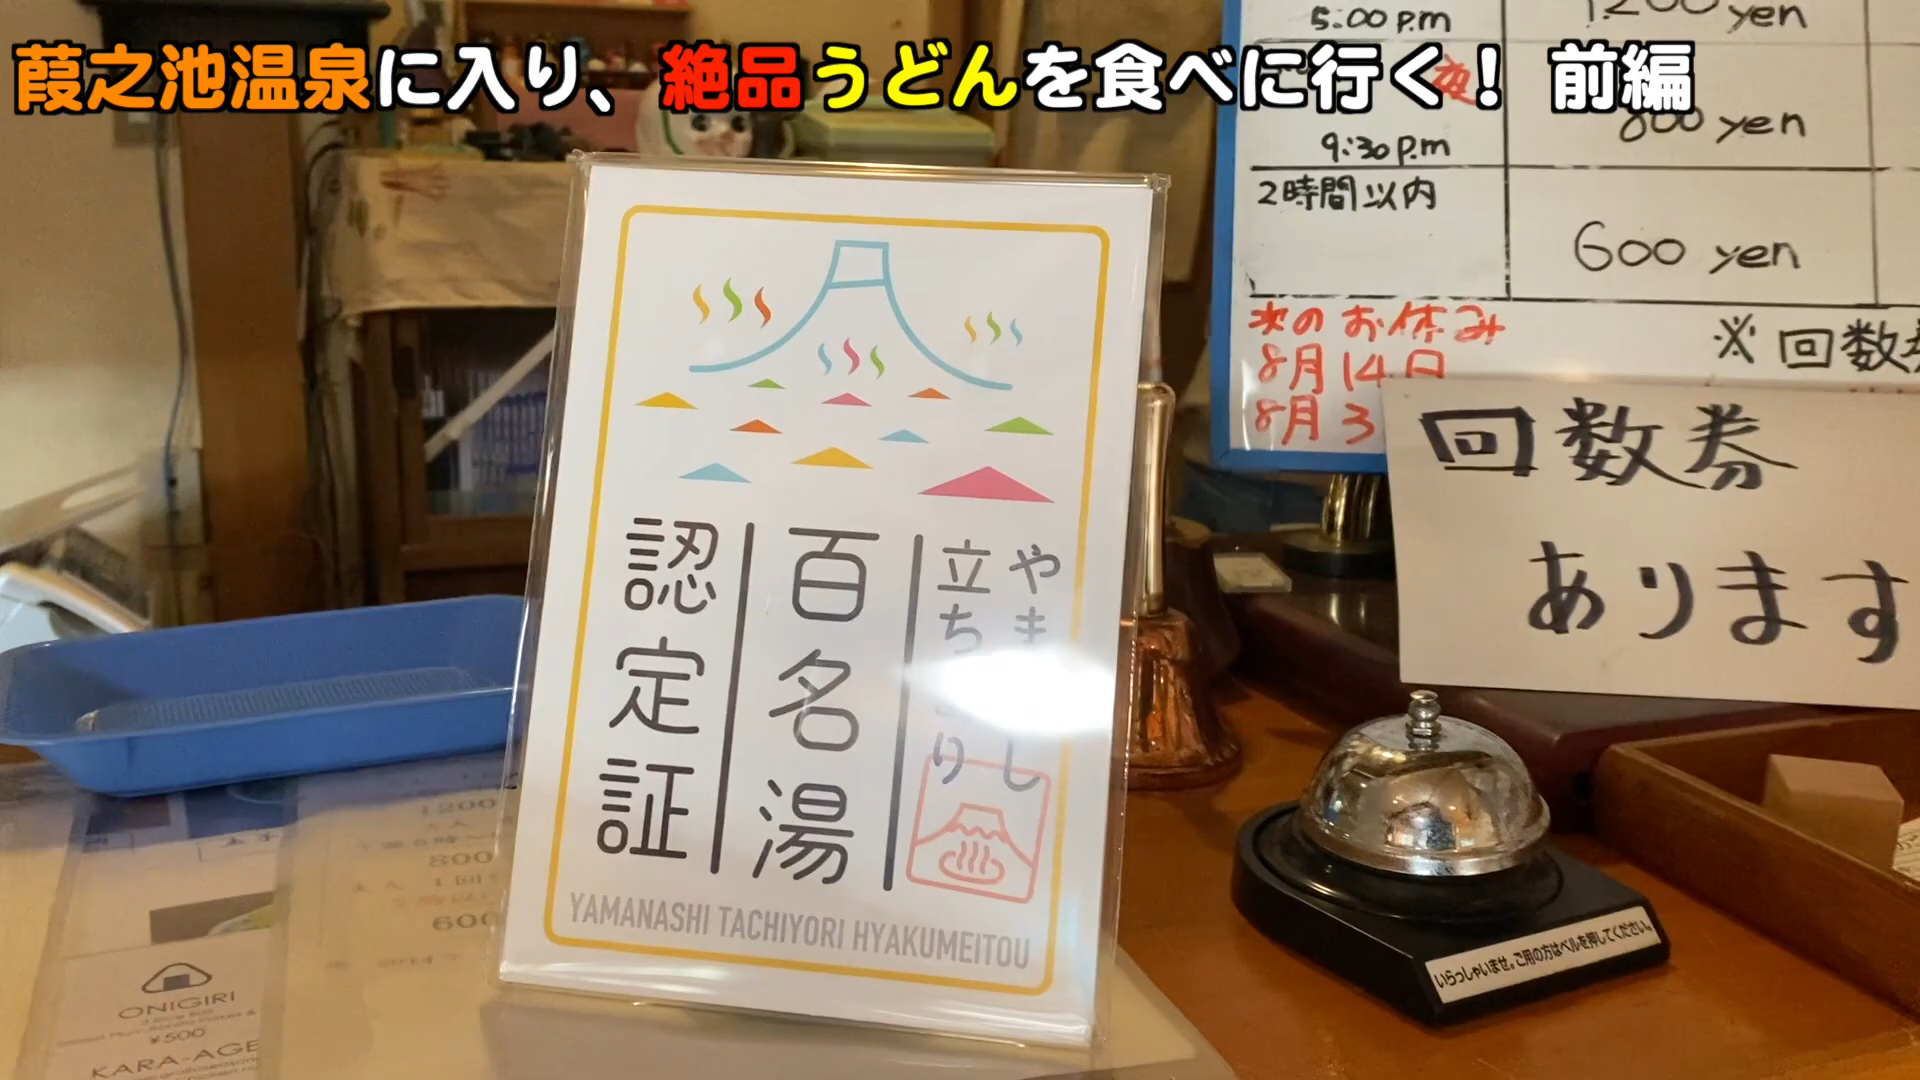 葭之池温泉に入り、絶品うどんを食べに行く！ 前編
5:00 p.m
1200 yen
夜
800 yen
9:30 p.m
2時間以内
600 yen
次のお休み
8月14日
8月3
※回数券
回数券
あります
やま
し
立ち
り
百名湯
認定証
YAMANASHI TACHIYORI HYAKUMEITOU
いらっしゃいませ。ご用の方はベルを押してください。
1200
800
600
ONIGIRI
¥500
KARA-AGE